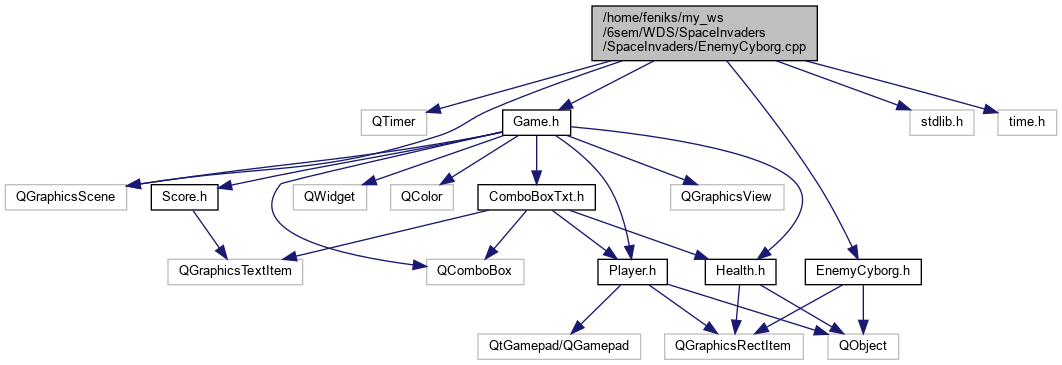 /home/feniks/my_ws
/6sem/WDS/SpaceInvaders
/SpaceInvaders/EnemyCyborg.cpp
QTimer
Game.h
stdlib.h
time.h
QGraphicsScene
Score.h
QWidget
QColor
ComboBoxTxt.h
QGraphicsView
QGraphicsTextItem
QComboBox
Player.h
Health.h
EnemyCyborg.h
QtGamepad/QGamepad
QGraphicsRectItem
QObject